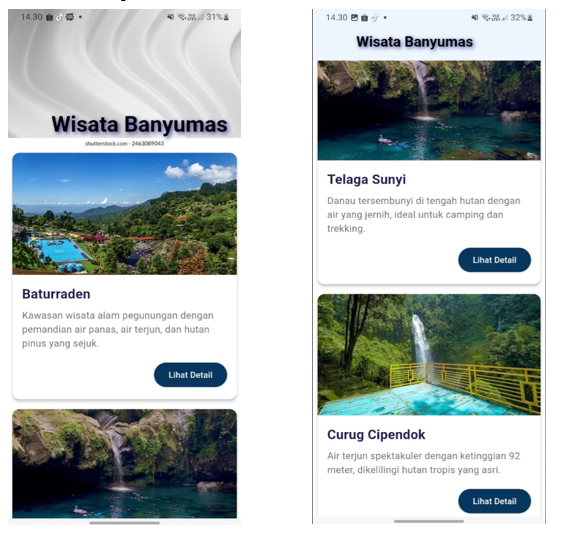 14.30
31%
Wisata Banyumas
shutterstock.com · 2463089043
Baturraden
Kawasan wisata alam pegunungan dengan
pemandian air panas, air terjun, dan hutan
pinus yang sejuk.
Lihat Detail
14.30
32%
Wisata Banyumas
Telaga Sunyi
Danau tersembunyi di tengah hutan dengan
air yang jernih, ideal untuk camping dan
trekking.
Lihat Detail
Curug Cipendok
Air terjun spektakuler dengan ketinggian 92
meter, dikelilingi hutan tropis yang asri.
Lihat Detail